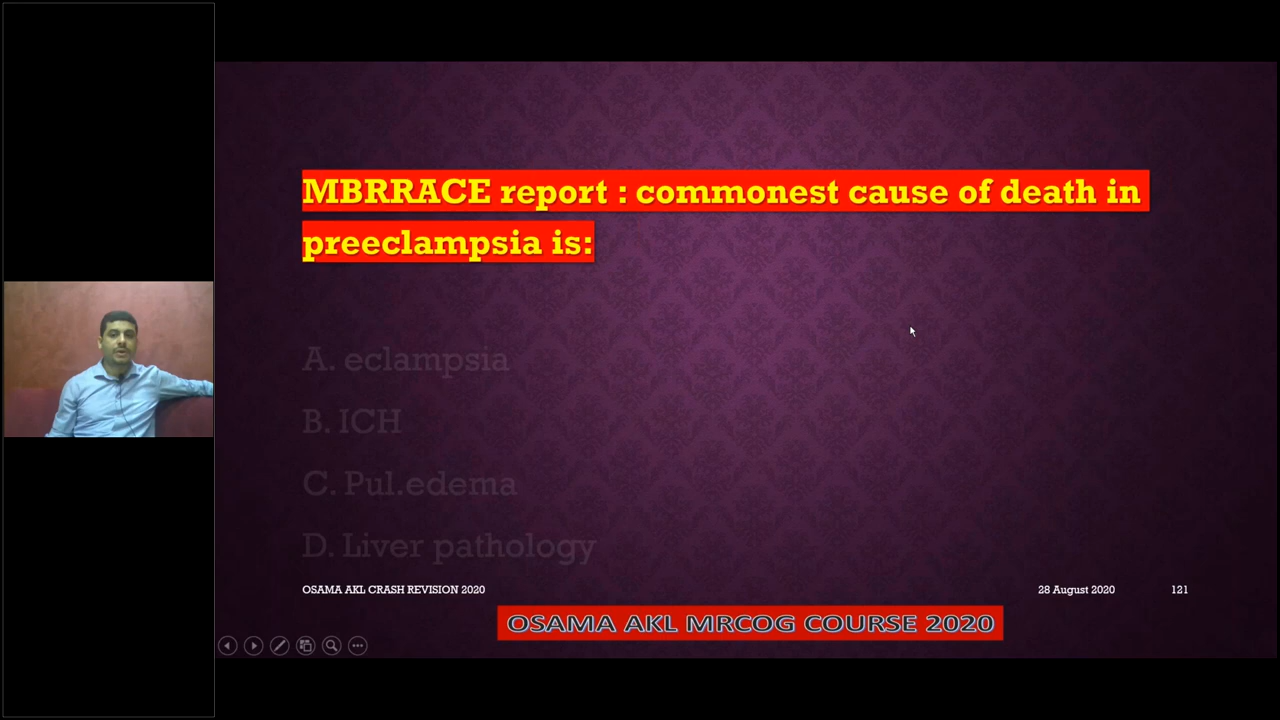 MBRRACE report : commonest cause of death in
preeclampsia is:
A. eclampsia
B. ICH
C. Pul.edema
D. Liver pathology
OSAMA AKL CRASH REVISION 2020
28 August 2020
121
OSAMA AKL MRCOG COURSE 2020